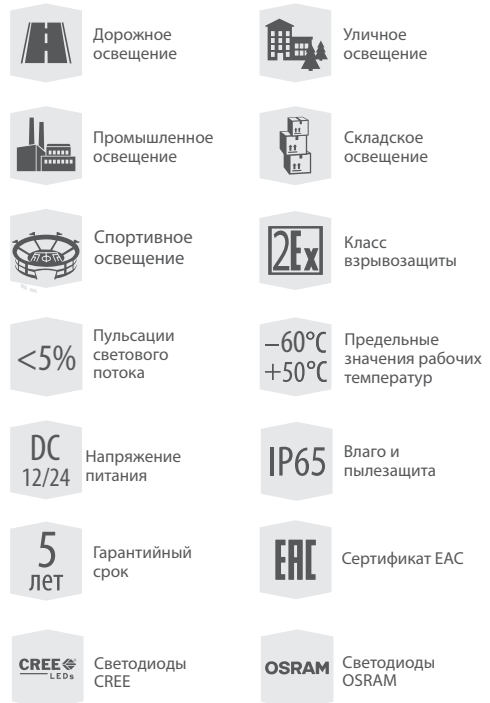 Дорожное
освещение
Уличное
освещение
Промышленное
освещение
Складское
освещение
Спортивное
освещение
2Ex
Класс
взрывозащиты
<5%
Пульсации
светового
потока
–60°C
+50°C
Предельные
значения рабочих
температур
DC
12/24
Напряжение
питания
IP65
Влаго и
пылезащита
5
лет
Гарантийный
срок
EAC
Сертификат ЕАС
CREE
LEDs
Светодиоды
CREE
OSRAM
Светодиоды
OSRAM